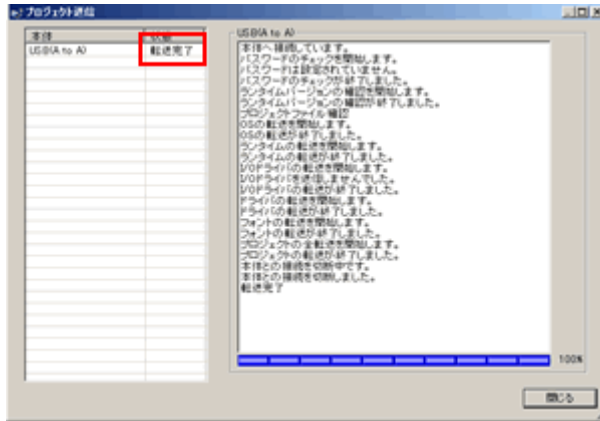 プロジェクト送信
本体
状態
USB(A to A)
転送完了
USB(A to A)
本体へ接続しています。
パスワードのチェックを開始します。
パスワードは設定されていません。
パスワードのチェックが終了しました。
ランタイムバージョンの確認を開始します。
ランタイムバージョンの確認が終了しました。
プロジェクトファイル確認
OSの転送を開始します。
OSの転送が終了しました。
ランタイムの転送を開始します。
ランタイムの転送が終了しました。
I/Oドライバの転送を開始します。
I/Oドライバを送信しませんでした。
I/Oドライバの転送が終了しました。
ドライバの転送を開始します。
ドライバの転送が終了しました。
フォントの転送を開始します。
フォントの転送が終了しました。
プロジェクトの全転送を開始します。
プロジェクトの転送が終了しました。
本体との接続を切断中です。
本体との接続を切断しました。
転送完了
100%
閉じる